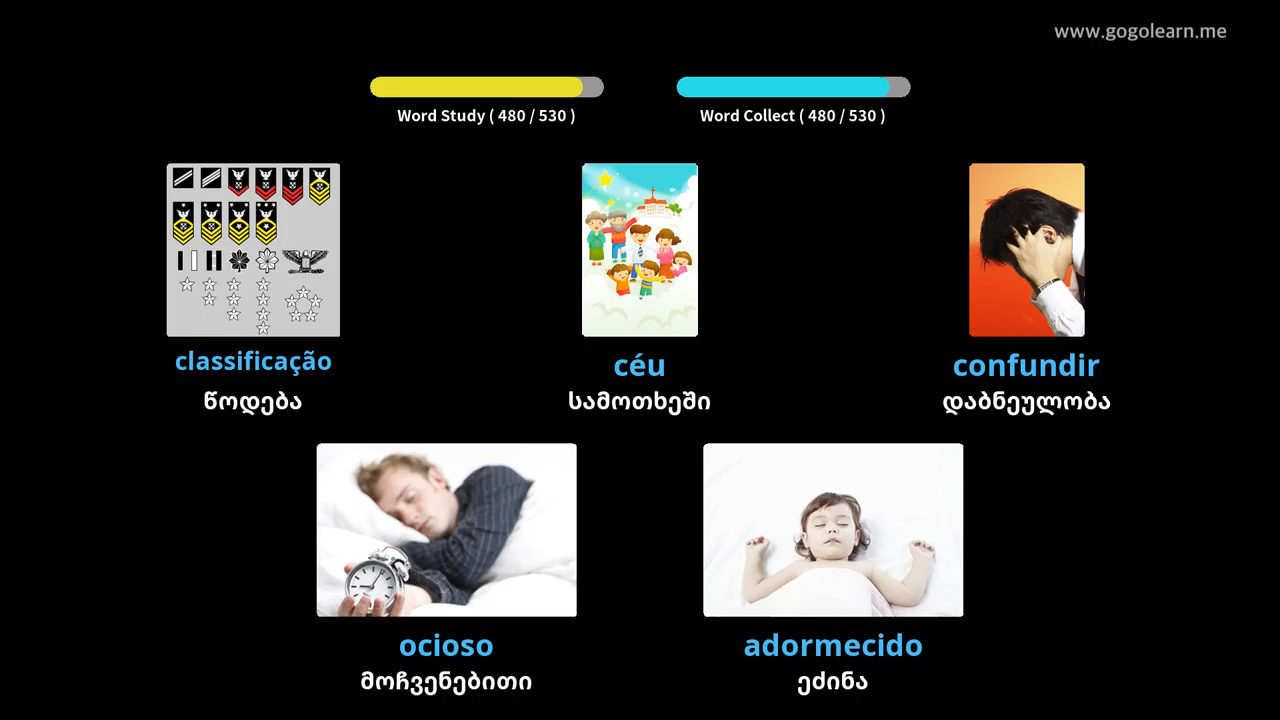 www.gogolearn.me
Word Study ( 480 / 530 )
Word Collect ( 480 / 530 )
classificação
წოდება
céu
სამოთხეში
confundir
დაბნეულობა
ocioso
მოჩვენებითი
adormecido
ეძინა